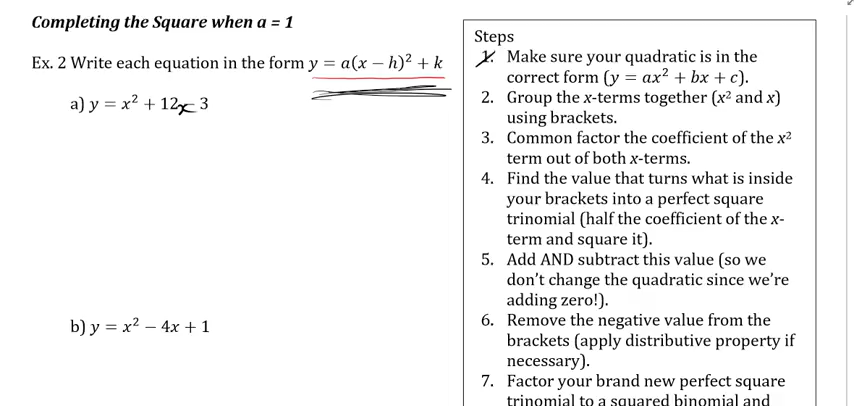 Completing the Square when a = 1
Ex. 2 Write each equation in the form y = a(x − h)² + k
a) y = x² + 12x − 3
b) y = x² − 4x + 1
Steps
1. Make sure your quadratic is in the
correct form (y = ax² + bx + c).
2. Group the x-terms together (x² and x)
using brackets.
3. Common factor the coefficient of the x²
term out of both x-terms.
4. Find the value that turns what is inside
your brackets into a perfect square
trinomial (half the coefficient of the x-
term and square it).
5. Add AND subtract this value (so we
don't change the quadratic since we're
adding zero!).
6. Remove the negative value from the
brackets (apply distributive property if
necessary).
7. Factor your brand new perfect square
trinomial to a squared binomial and